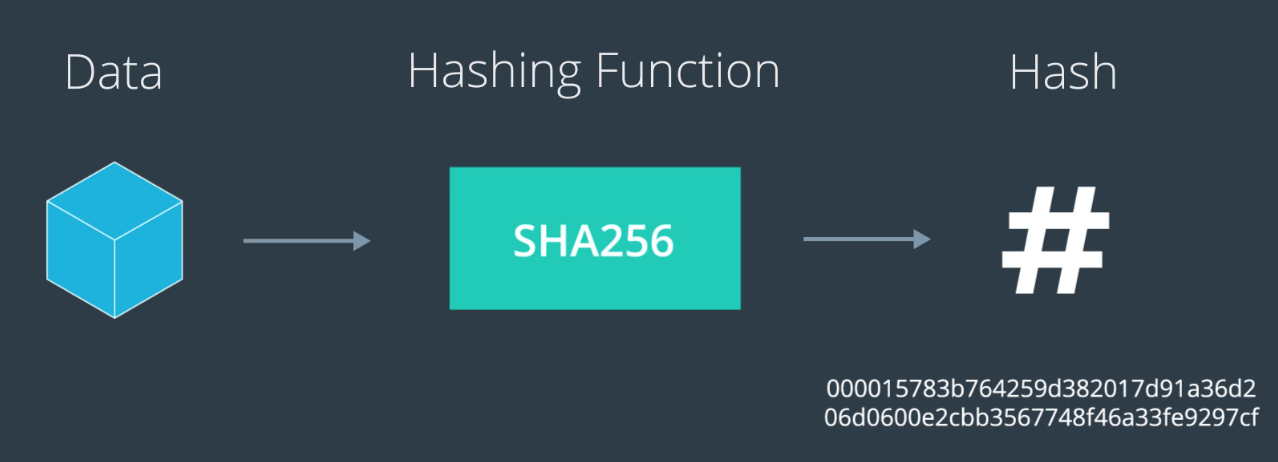 Data
Hashing Function
Hash
SHA256
#
000015783b764259d382017d91a36d2
06d0600e2cbb3567748f46a33fe9297cf